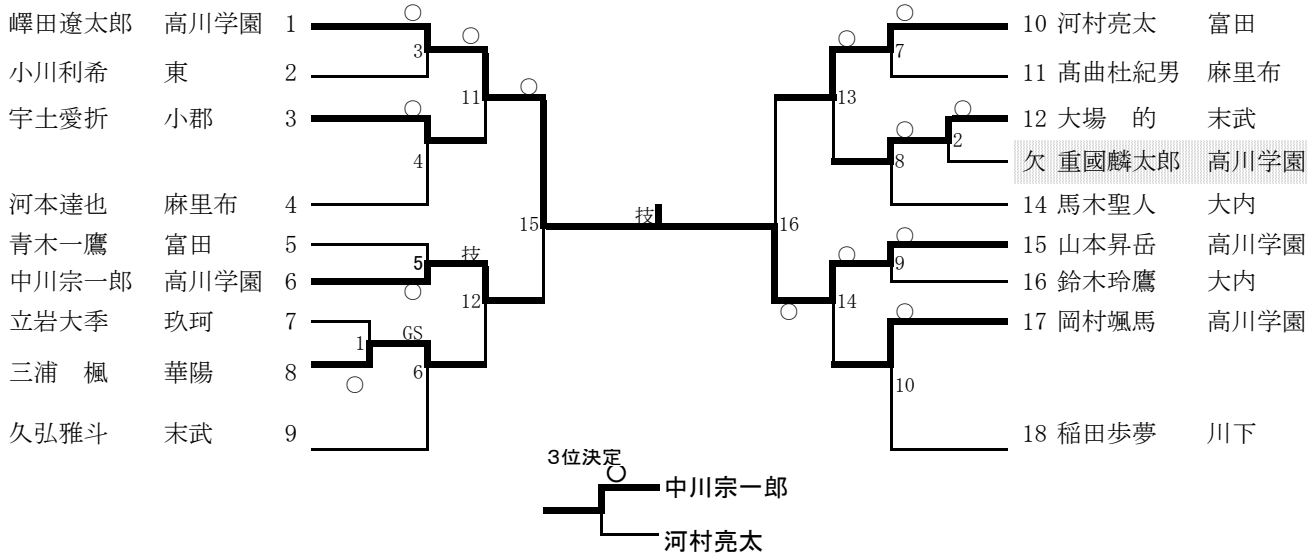 嶧田遼太郎 高川学園 1
小川利希 東 2
宇土愛折 小郡 3
河本達也 麻里布 4
青木一鷹 富田 5
中川宗一郎 高川学園 6
立岩大季 玖珂 7
三浦 楓 華陽 8
久弘雅斗 末武 9
○
3
○
11
○
○
4
15
5
技
○
12
1
GS
○
6
技
16
○
7
○
13
○
8
○
2
○
9
○
14
○
○
10
10 河村亮太 富田
11 髙曲杜紀男 麻里布
12 大場 的 末武
欠 重國麟太郎 高川学園
14 馬木聖人 大内
15 山本昇岳 高川学園
16 鈴木玲鷹 大内
17 岡村颯馬 高川学園
18 稲田歩夢 川下
3位決定
○
中川宗一郎
河村亮太